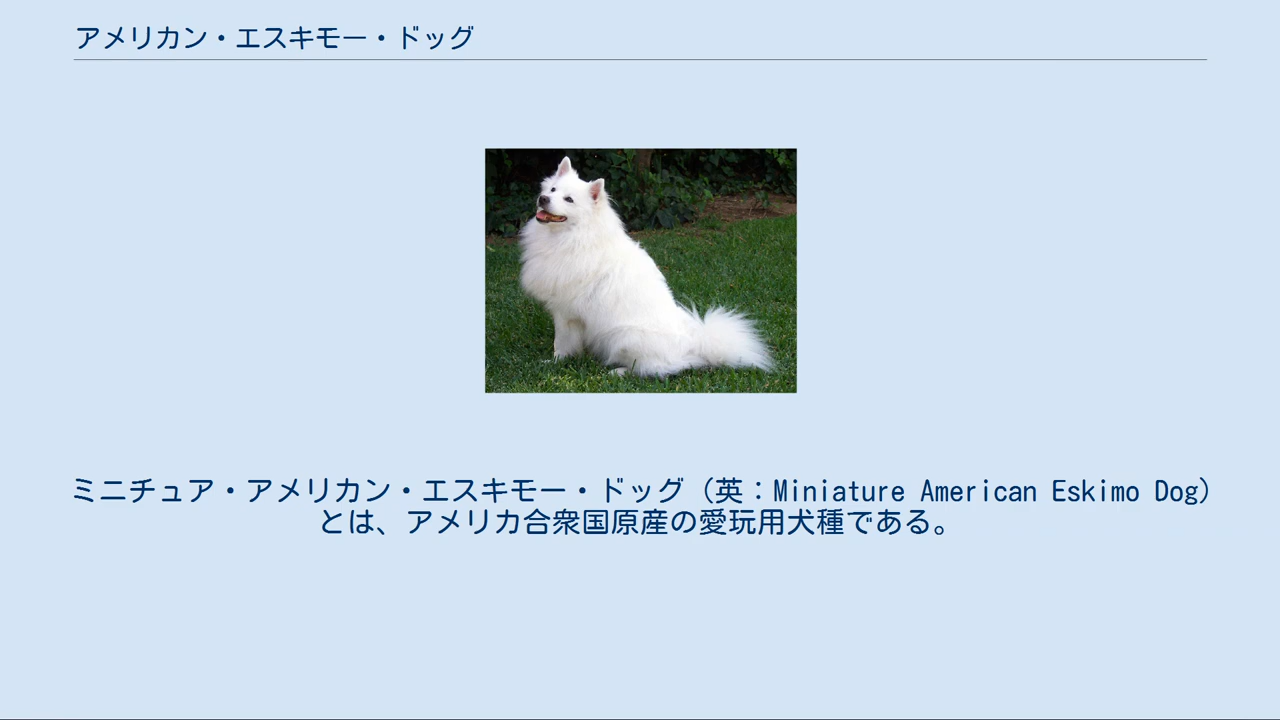 アメリカン・エスキモー・ドッグ
ミニチュア・アメリカン・エスキモー・ドッグ（英：Miniature American Eskimo Dog）
とは、アメリカ合衆国原産の愛玩用犬種である。